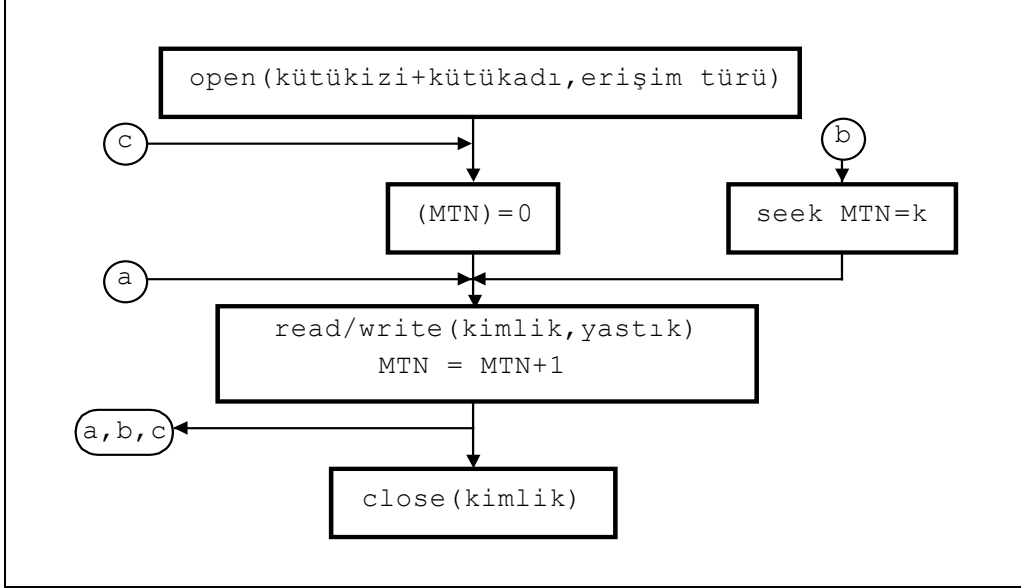 open(kütükizi+kütükadı,erişim türü)
c
b
(MTN)=0
seek MTN=k
a
read/write(kimlik,yastık)
MTN = MTN+1
a,b,c
close(kimlik)